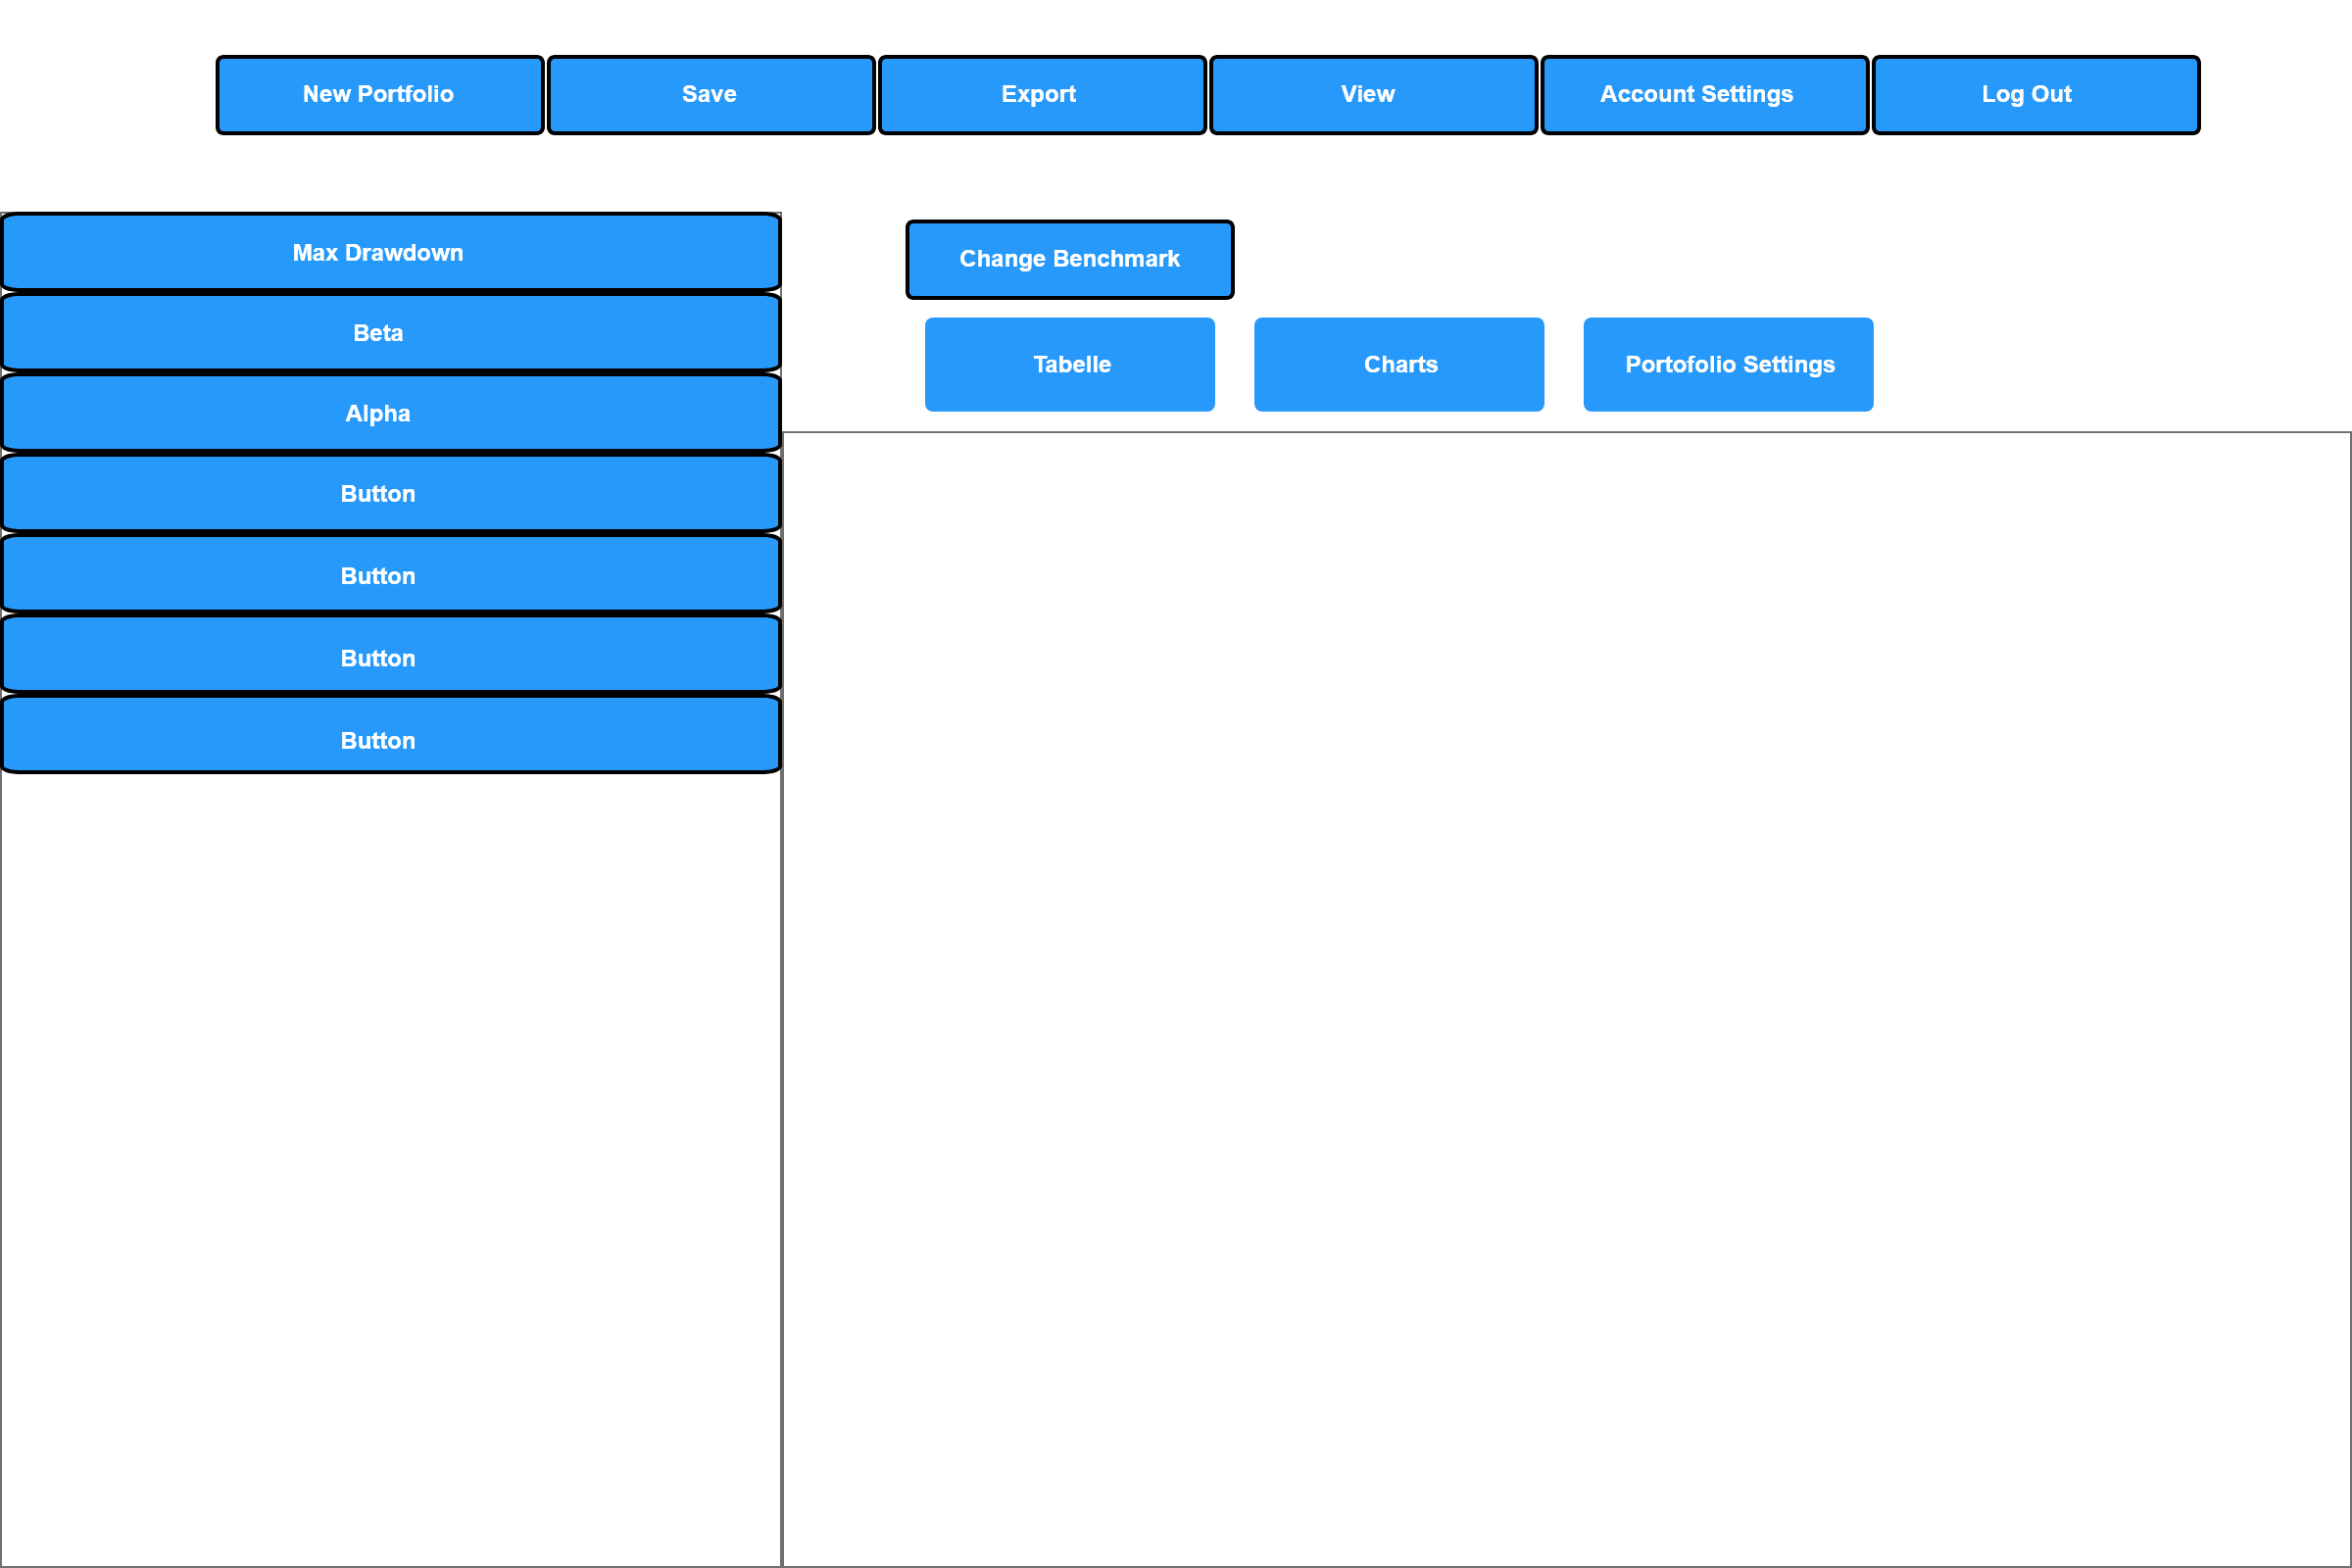 New Portfolio
Save
Export
View
Account Settings
Log Out
Max Drawdown
Beta
Alpha
Button
Button
Button
Button
Change Benchmark
Tabelle
Charts
Portofolio Settings